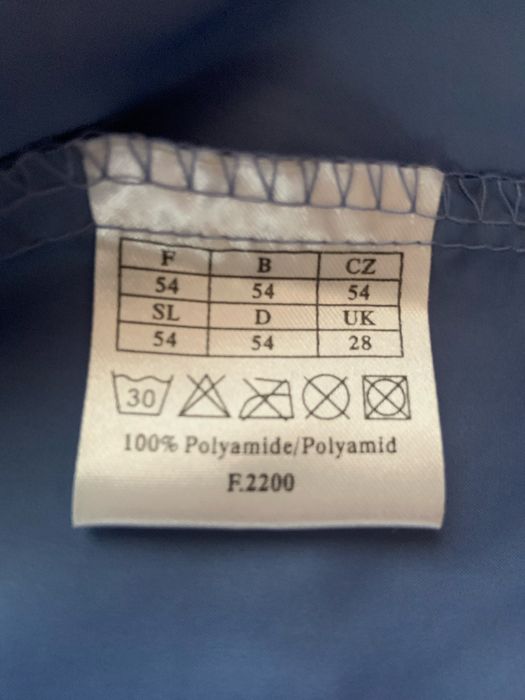 F B CZ
54 54 54
SL D UK
54 54 28
30
100% Polyamide/Polyamid
F.2200